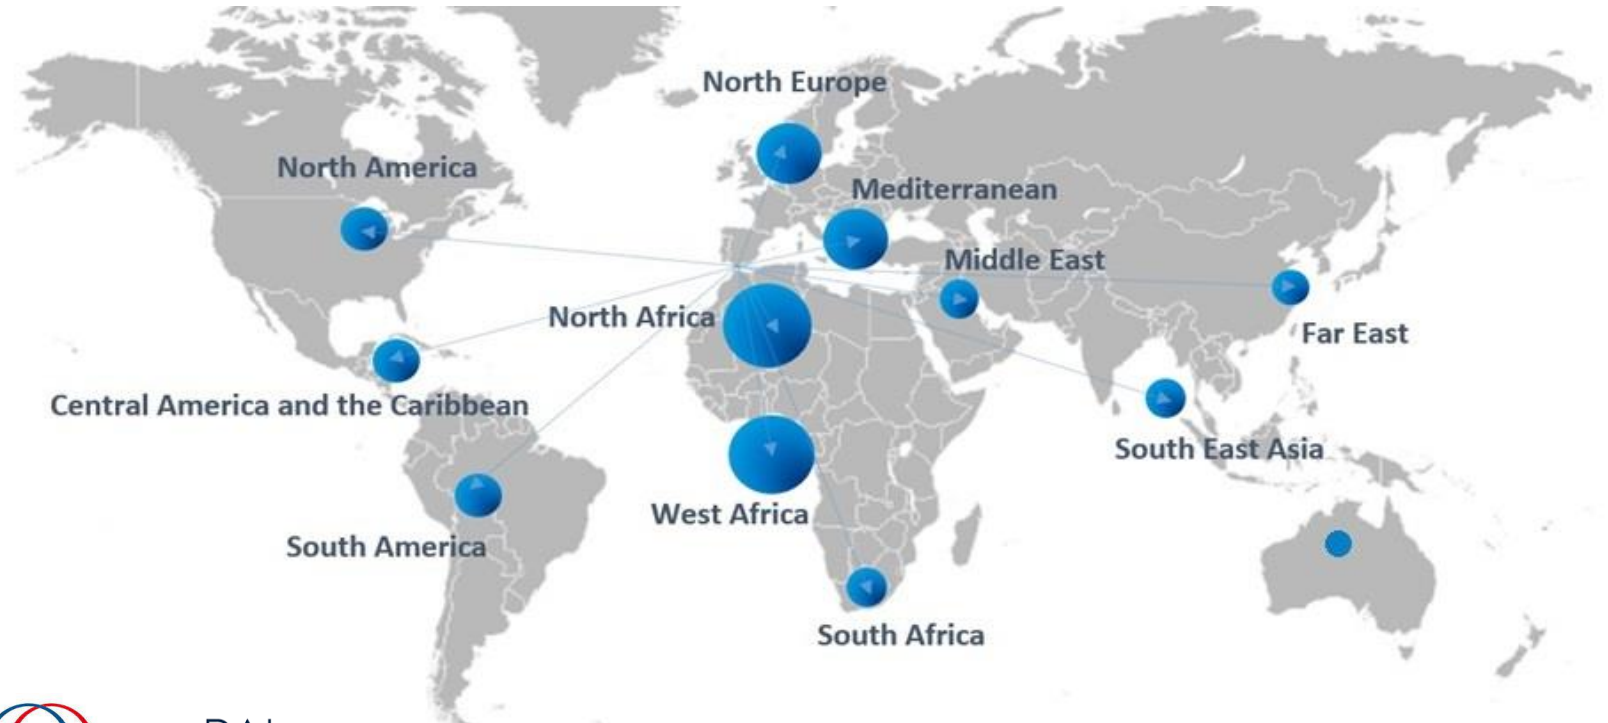 North Europe
North America
Mediterranean
Middle East
North Africa
Far East
Central America and the Caribbean
South East Asia
West Africa
South America
South Africa